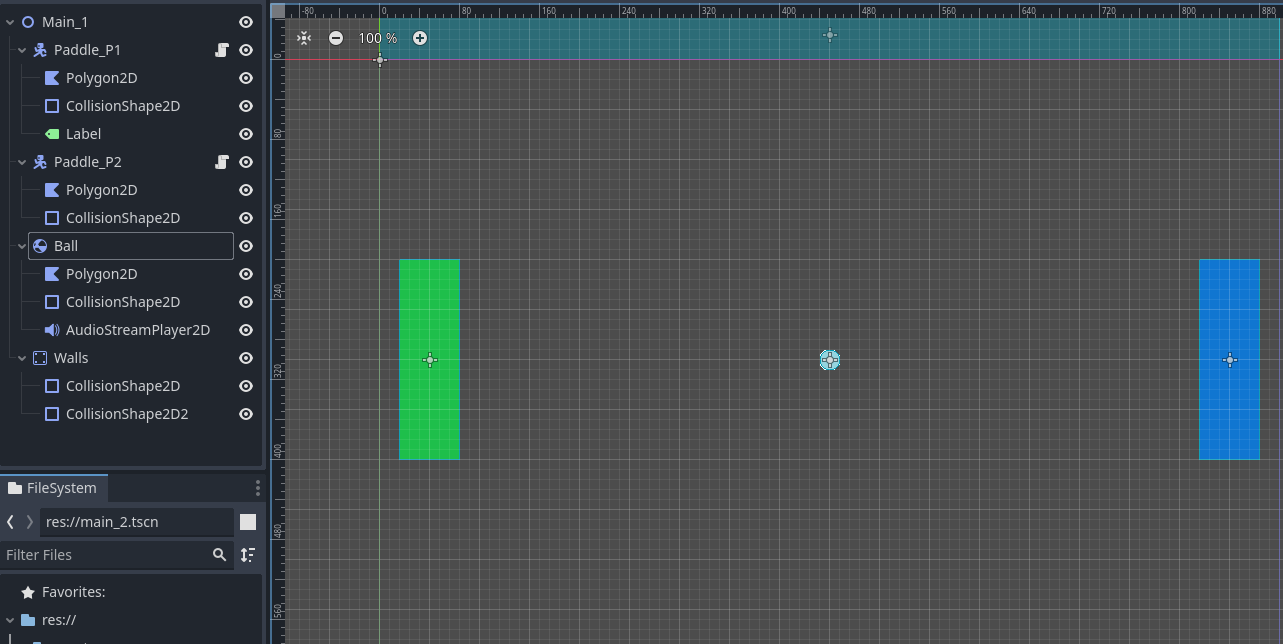 Main_1
Paddle_P1
Polygon2D
CollisionShape2D
Label
Paddle_P2
Polygon2D
CollisionShape2D
Ball
Polygon2D
CollisionShape2D
AudioStreamPlayer2D
Walls
CollisionShape2D
CollisionShape2D2
FileSystem
res://main_2.tscn
Filter Files
Favorites:
res://
-80 0 80 160 240 320 400 480 560 640 720 800 880
100 %
0
80
160
240
320
400
480
560